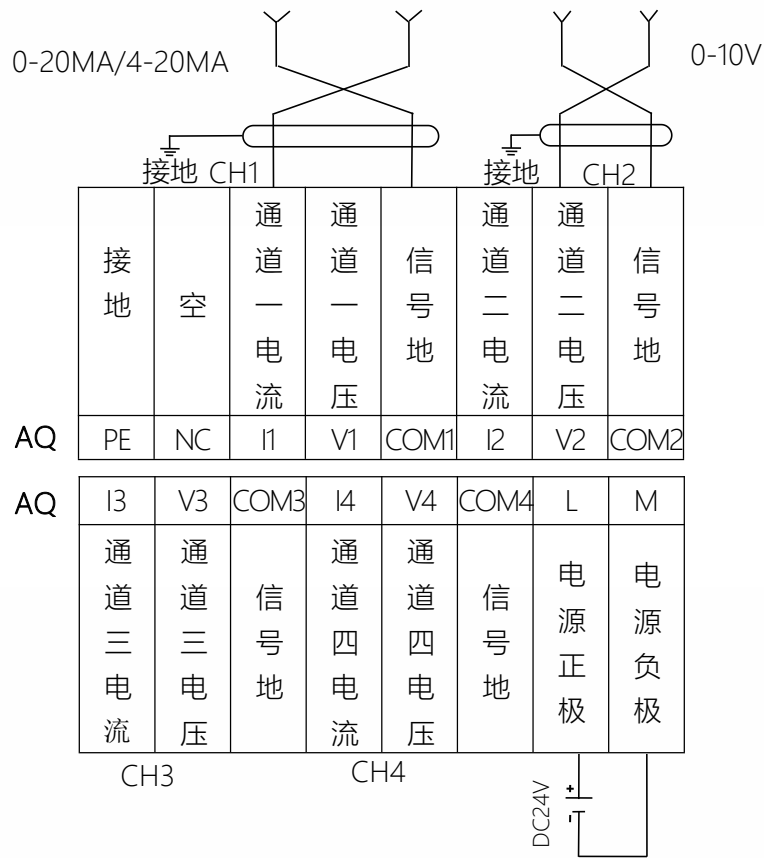 0-20MA/4-20MA
0-10V
接地 CH1
接地 CH2
接地
空
通道一电流
通道一电压
信号地
通道二电流
通道二电压
信号地
AQ PE NC I1 V1 COM1 I2 V2 COM2
AQ I3 V3 COM3 I4 V4 COM4 L M
通道三电流
通道三电压
信号地
通道四电流
通道四电压
信号地
电源正极
电源负极
CH3 CH4
DC24V
+
-